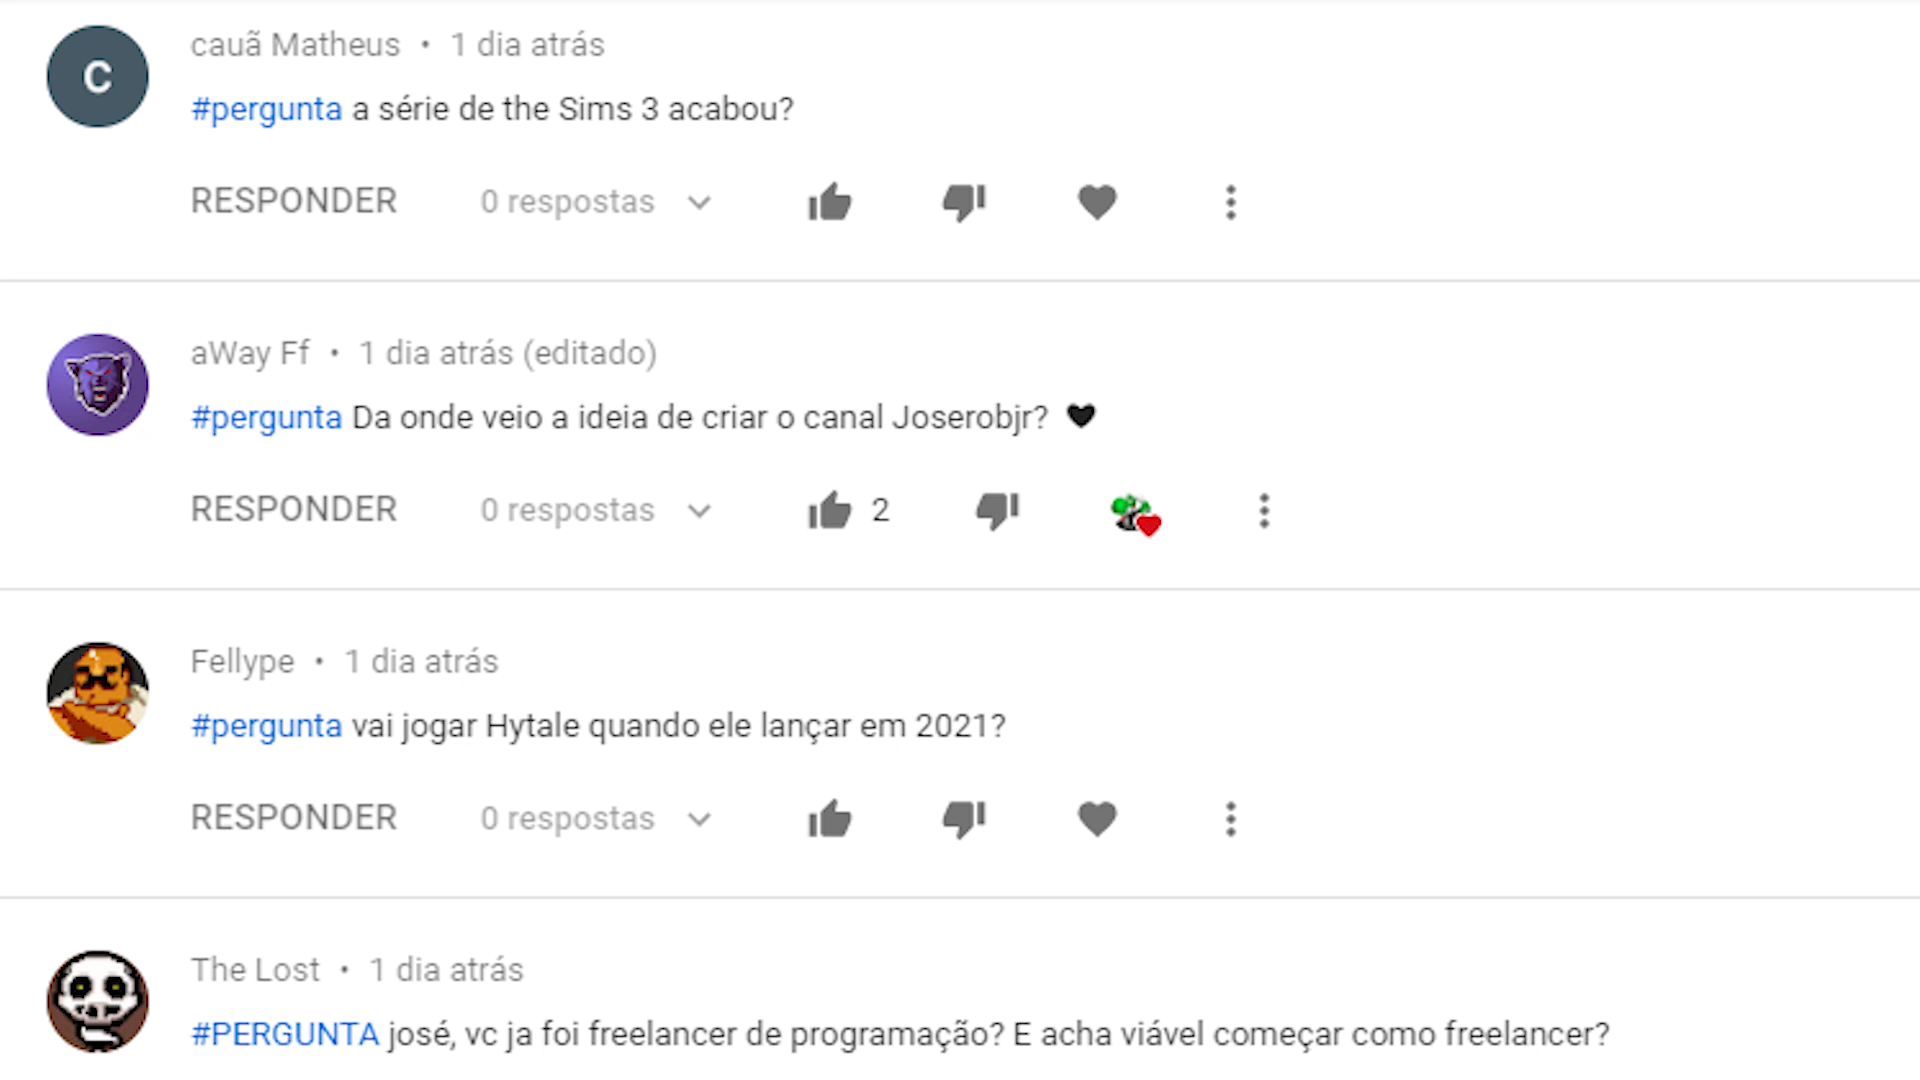 C
cauã Matheus • 1 dia atrás
#pergunta a série de the Sims 3 acabou?
RESPONDER 0 respostas
aWay Ff • 1 dia atrás (editado)
#pergunta Da onde veio a ideia de criar o canal Joserobjr? 🖤
RESPONDER 0 respostas 2
Fellype • 1 dia atrás
#pergunta vai jogar Hytale quando ele lançar em 2021?
RESPONDER 0 respostas
The Lost • 1 dia atrás
#PERGUNTA josé, vc ja foi freelancer de programação? E acha viável começar como freelancer?